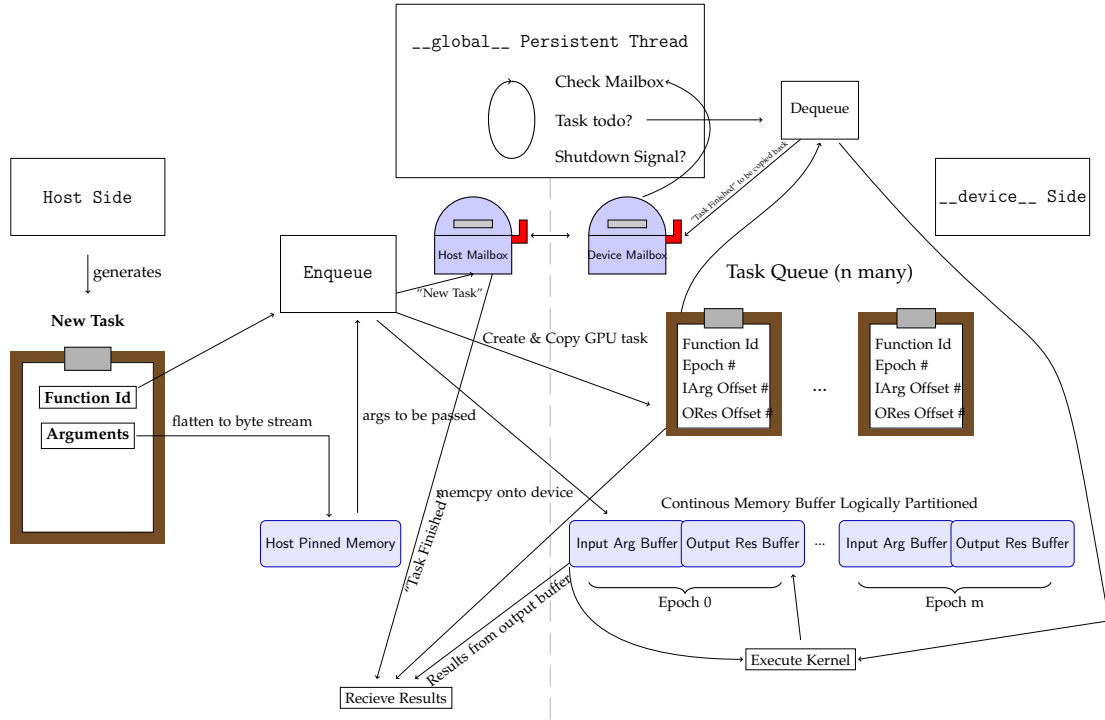 __global__ Persistent Thread
Check Mailbox
Task todo?
Shutdown Signal?
Dequeue
"Task Finished" to be copied back
Host Side
__device__ Side
generates
Enqueue
Host Mailbox
Device Mailbox
"New Task"
New Task
Task Queue (n many)
Create & Copy GPU task
Function Id
Arguments
flatten to byte stream
args to be passed
Function Id
Epoch #
IArg Offset #
ORes Offset #
...
Function Id
Epoch #
IArg Offset #
ORes Offset #
memcpy onto device
"Task Finished"
Continous Memory Buffer Logically Partitioned
Host Pinned Memory
Input Arg Buffer
Output Res Buffer
...
Input Arg Buffer
Output Res Buffer
Epoch 0
Epoch m
Results from output buffer
Execute Kernel
Recieve Results